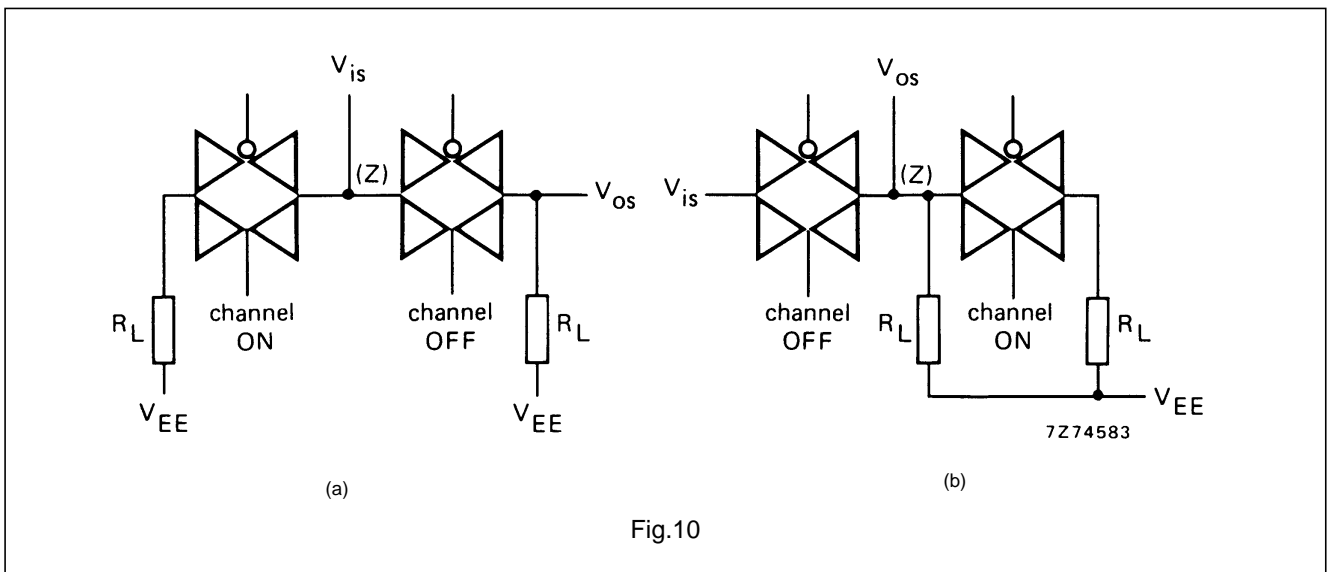 V_is
(Z)
channel
ON
channel
OFF
R_L
R_L
V_os
V_EE
V_EE
(a)
V_os
V_is
(Z)
channel
OFF
R_L
channel
ON
R_L
V_EE
7Z74583
(b)
Fig.10